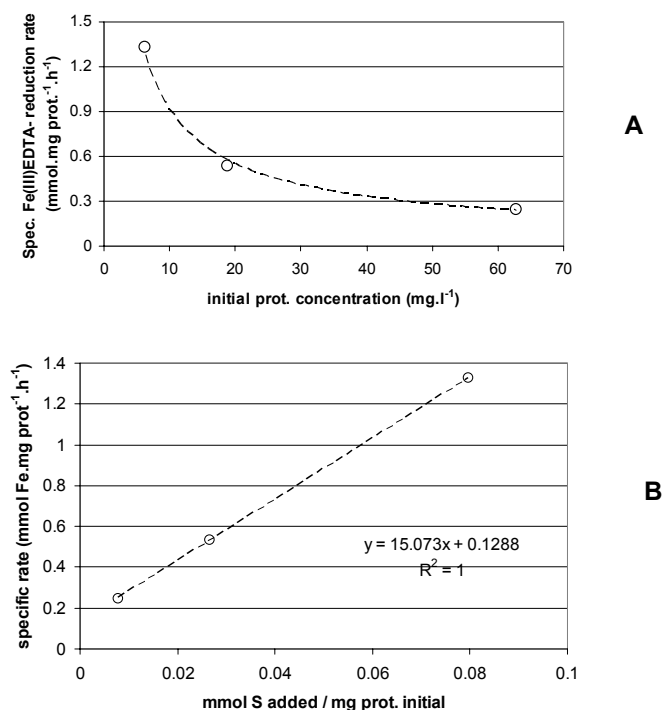 Spec. Fe(III)EDTA- reduction rate
(mmol.mg prot.⁻¹.h⁻¹)
1.5
1.2
0.9
0.6
0.3
0
0 10 20 30 40 50 60 70
initial prot. concentration (mg.l⁻¹)
A
specific rate (mmol Fe.mg prot⁻¹.h⁻¹)
1.4
1.2
1
0.8
0.6
0.4
0.2
0
y = 15.073x + 0.1288
R² = 1
0 0.02 0.04 0.06 0.08 0.1
mmol S added / mg prot. initial
B